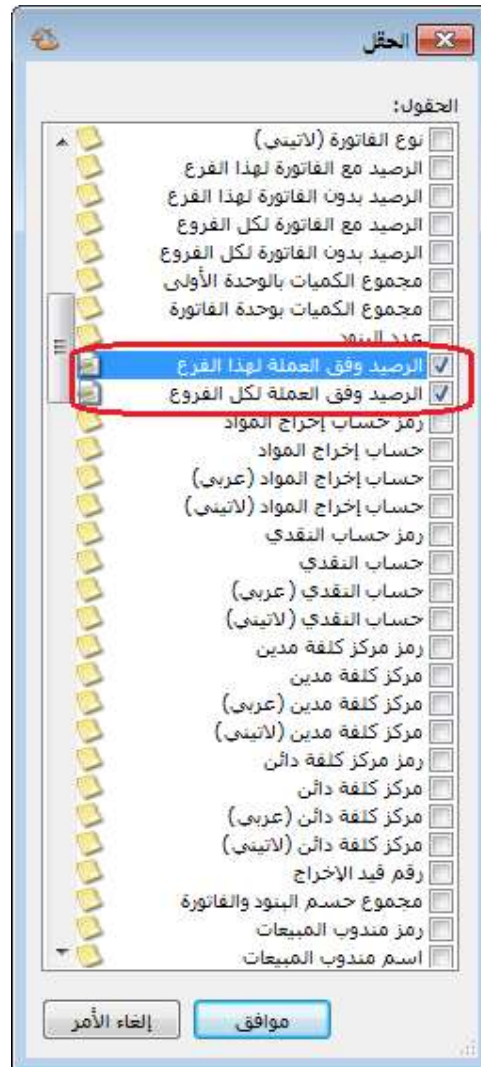 الحقل
الحقول:
نوع الفاتورة (لاتيني)
الرصيد مع الفاتورة لهذا الفرع
الرصيد بدون الفاتورة لهذا الفرع
الرصيد مع الفاتورة لكل الفروع
الرصيد بدون الفاتورة لكل الفروع
مجموع الكميات بالوحدة الأولى
مجموع الكميات بوحدة الفاتورة
عدد البنود
الرصيد وفق العملة لهذا الفرع
الرصيد وفق العملة لكل الفروع
رمز حساب إخراج المواد
حساب إخراج المواد
حساب إخراج المواد (عربي)
حساب إخراج المواد (لاتيني)
رمز حساب النقدي
حساب النقدي
حساب النقدي (عربي)
حساب النقدي (لاتيني)
رمز مركز كلفة مدين
مركز كلفة مدين
مركز كلفة مدين (عربي)
مركز كلفة مدين (لاتيني)
رمز مركز كلفة دائن
مركز كلفة دائن
مركز كلفة دائن (عربي)
مركز كلفة دائن (لاتيني)
رقم قيد الإخراج
مجموع حسم البنود والفاتورة
رمز مندوب المبيعات
اسم مندوب المبيعات
موافق
إلغاء الأمر